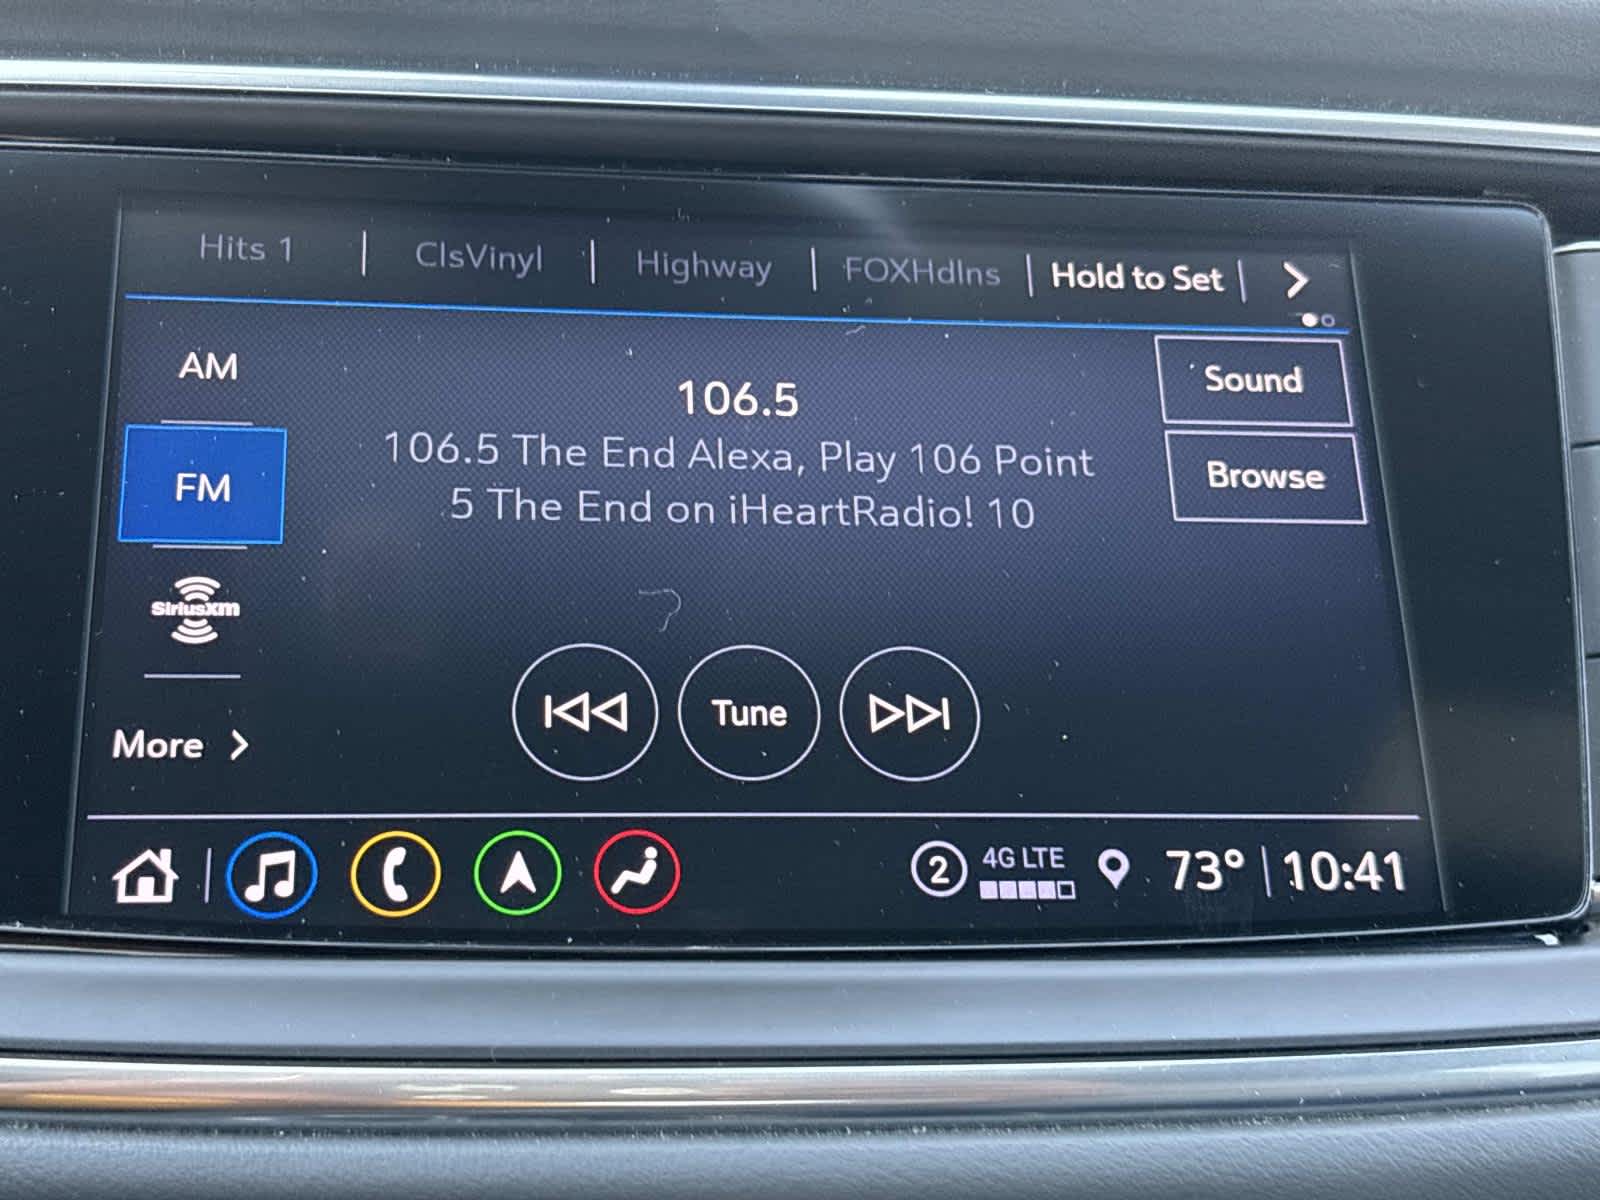 Hits 1 | ClsVinyl | Highway | FOXHdlns | Hold to Set |
AM
106.5
Sound
106.5 The End Alexa, Play 106 Point
5 The End on iHeartRadio! 10
Browse
FM
SiriusXM
More
Tune
2 4G LTE 73° | 10:41